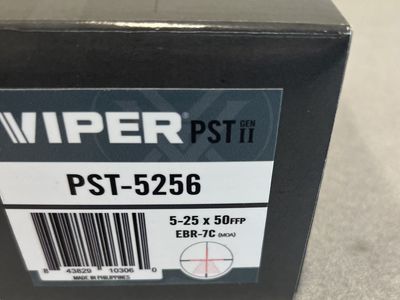 VIPER PST GEN II
PST-5256
5-25 x 50FFP
EBR-7C (MOA)
8 43829 10306 0
MADE IN PHILIPPINES